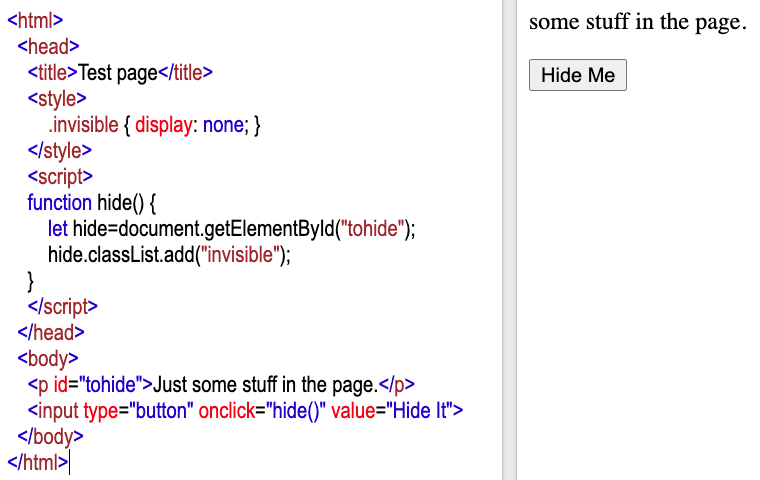 <html>
<head>
<title>Test page</title>
<style>
.invisible { display: none; }
</style>
<script>
function hide() {
let hide=document.getElementById("tohide");
hide.classList.add("invisible");
}
</script>
</head>
<body>
<p id="tohide">Just some stuff in the page.</p>
<input type="button" onclick="hide()" value="Hide It">
</body>
</html>
some stuff in the page.
Hide Me